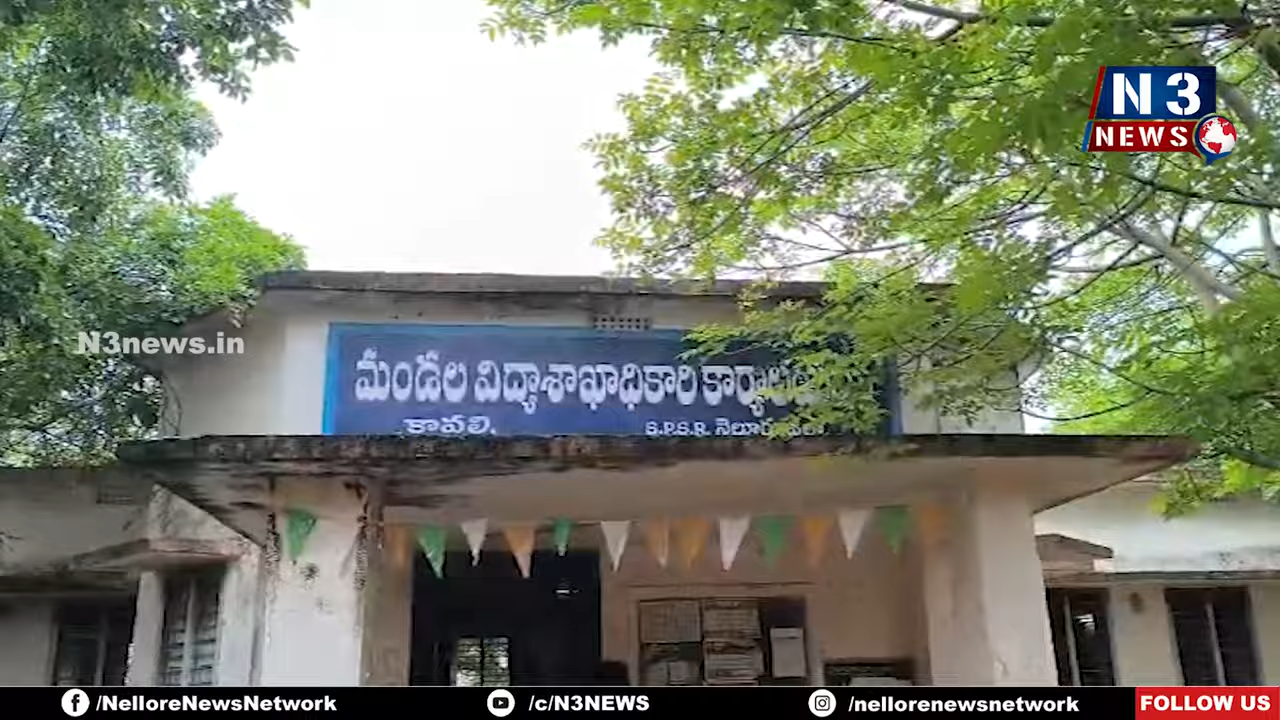 N3
NEWS
N3news.in
మండల విద్యాశాఖాధికారి
కావలి. S.P.S.R.
/NelloreNewsNetwork /c/N3NEWS /nellorenewsnetwork FOLLOW US